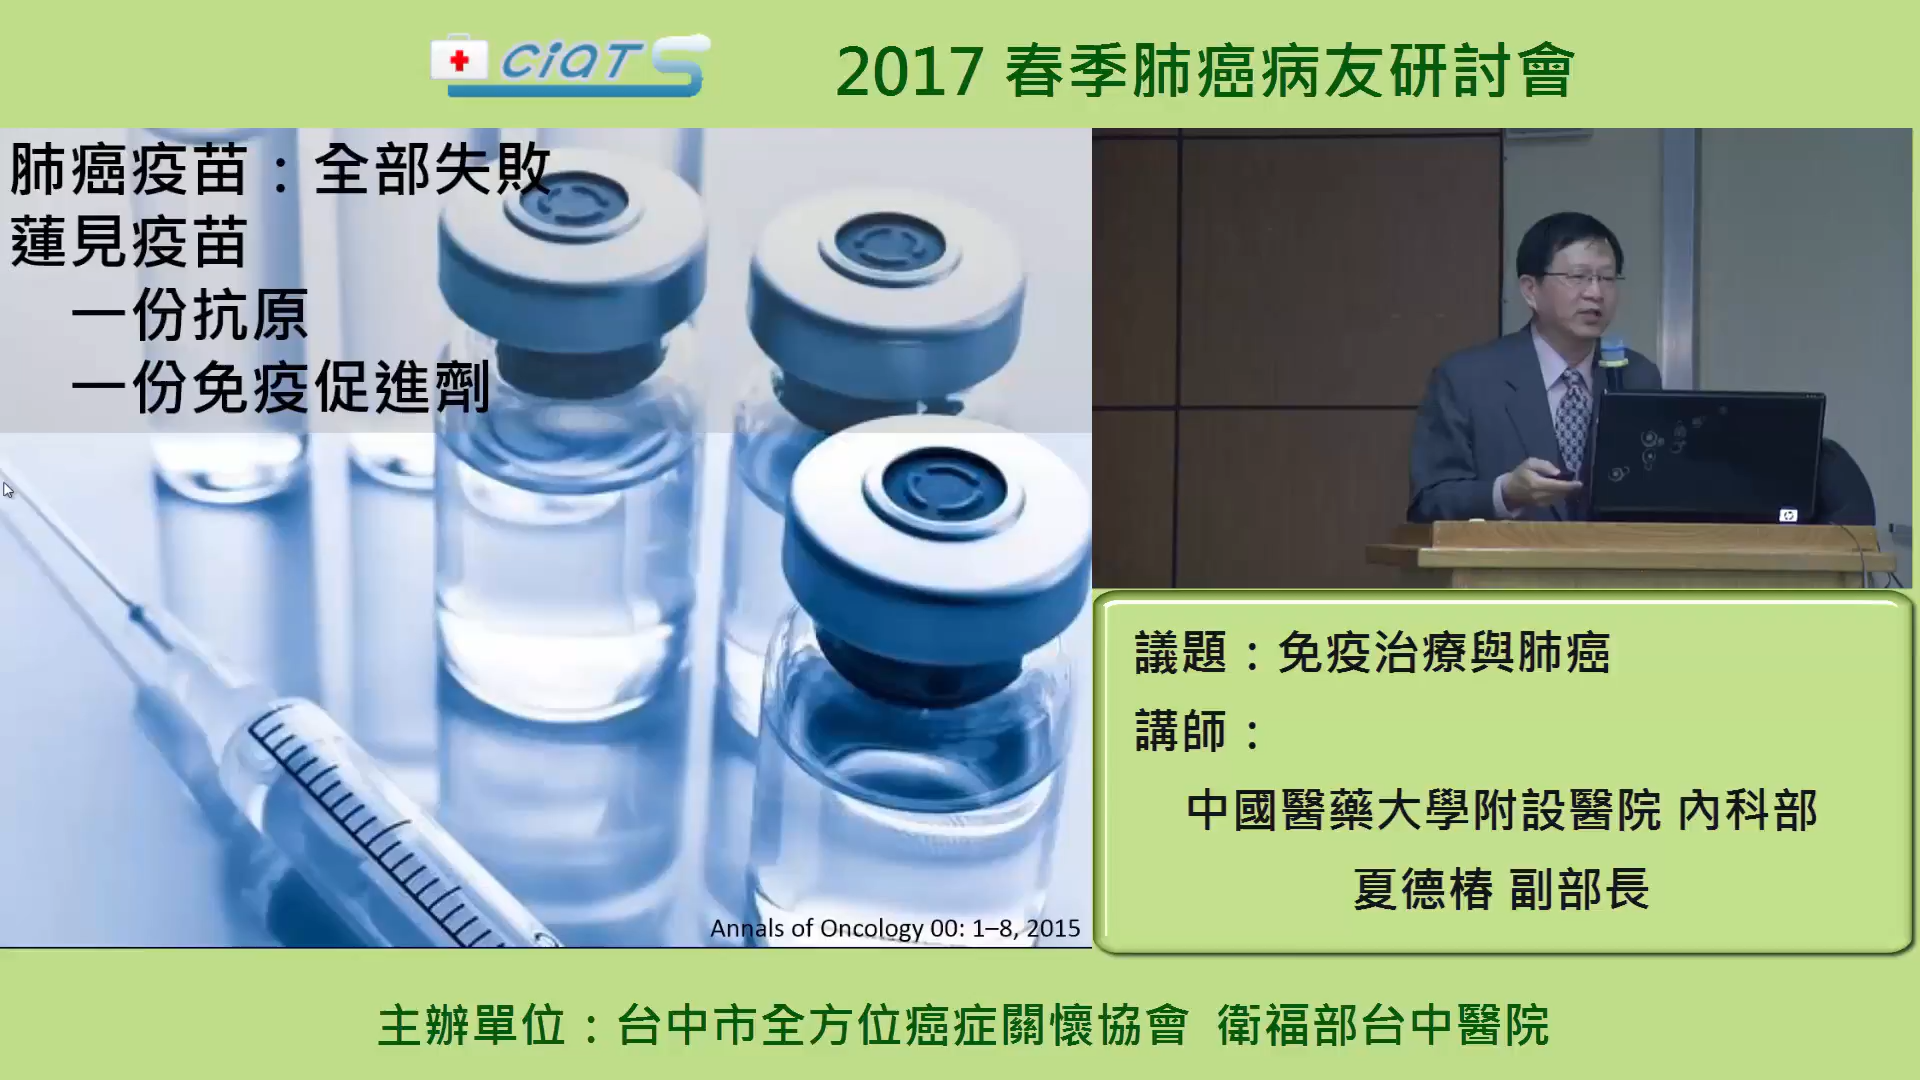 CiQTS
2017 春季肺癌病友研討會
肺癌疫苗：全部失敗
蓮見疫苗
一份抗原
一份免疫促進劑
Annals of Oncology 00: 1–8, 2015
議題：免疫治療與肺癌
講師：
中國醫藥大學附設醫院 內科部
夏德椿 副部長
主辦單位：台中市全方位癌症關懷協會 衛福部台中醫院